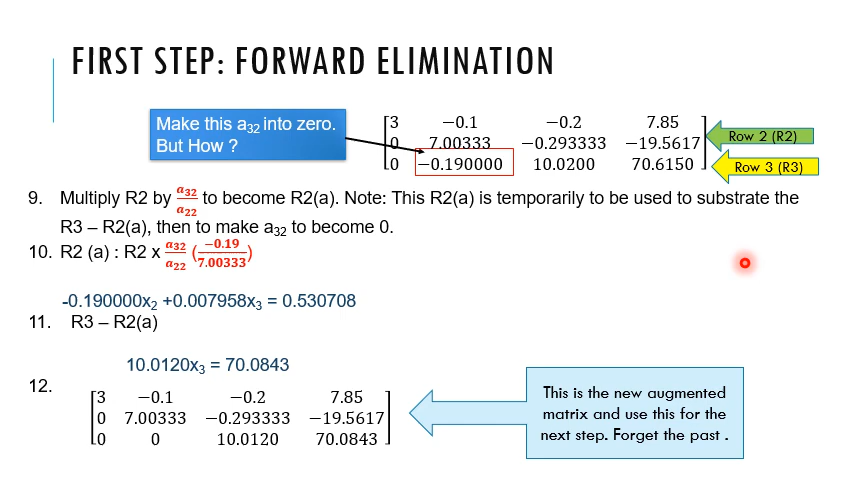 FIRST STEP: FORWARD ELIMINATION
Make this a₃₂ into zero.
But How ?
[3 −0.1 −0.2 7.85]
0 7.00333 −0.293333 −19.5617
0 −0.190000 10.0200 70.6150
Row 2 (R2)
Row 3 (R3)
9. Multiply R2 by a₃₂/a₂₂ to become R2(a). Note: This R2(a) is temporarily to be used to substrate the
R3 – R2(a), then to make a₃₂ to become 0.
10. R2 (a) : R2 x a₃₂/a₂₂ (−0.19/7.00333)
-0.190000x₂ +0.007958x₃ = 0.530708
11. R3 – R2(a)
10.0120x₃ = 70.0843
12.
[3 −0.1 −0.2 7.85]
0 7.00333 −0.293333 −19.5617
0 0 10.0120 70.0843
This is the new augmented
matrix and use this for the
next step. Forget the past .